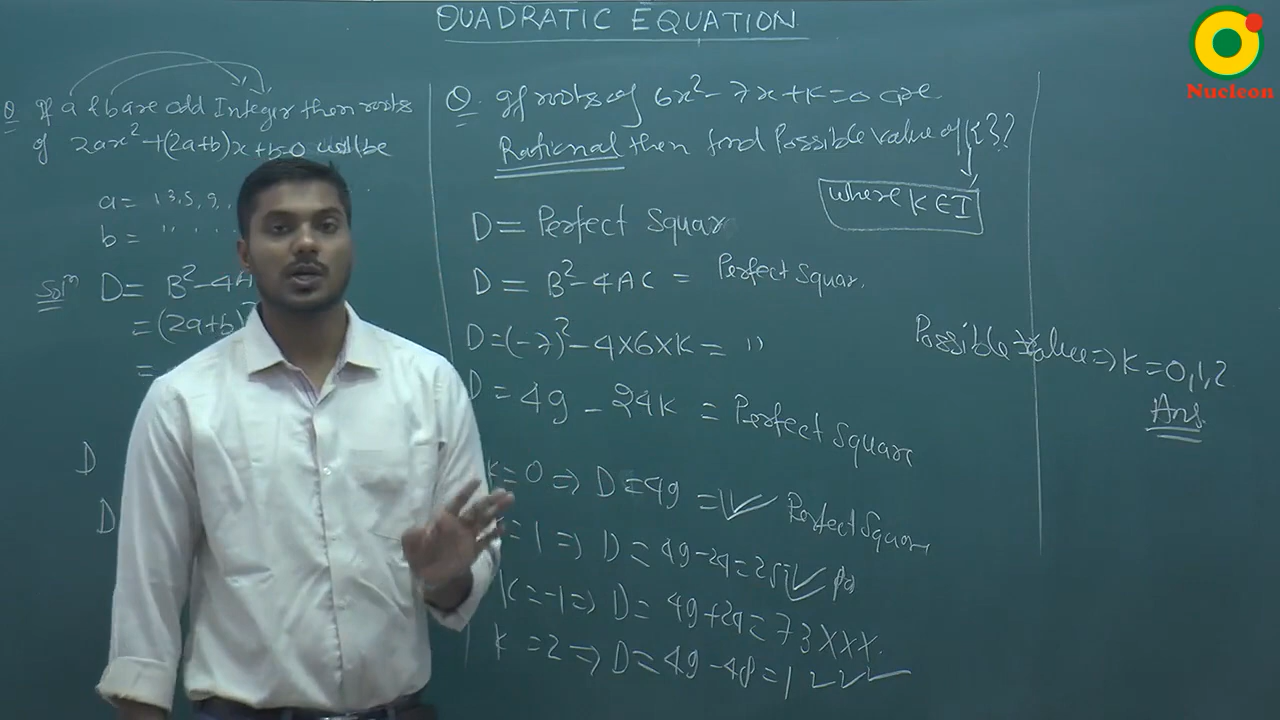 QUADRATIC EQUATION
Nucleon
Q If a & b are odd Integer then roots
of 2ax²+(2a+b)x+b=0 will be
a = 1,3,5,9,
b = " , , ,
Solⁿ D = B²-4A
=(2a+b)
=
D
D
Q. If roots of 6x²-7x+K=0 are
Rational then find Possible value of K??
where K∈I
D = Perfect Squar
D = B²-4AC = Perfect Squar.
D=(-7)²-4×6×K = "
D = 49-24K = Perfect Square
K=0 ⇒ D=49 = ✓ Perfect Square
=1 ⇒ D = 49-24=25 ✓
K=-1 ⇒ D = 49+24=73 XXX
K=2 ⇒ D=49-48=1 ✓✓✓
Possible value ⇒ K=0,1,2
Ans